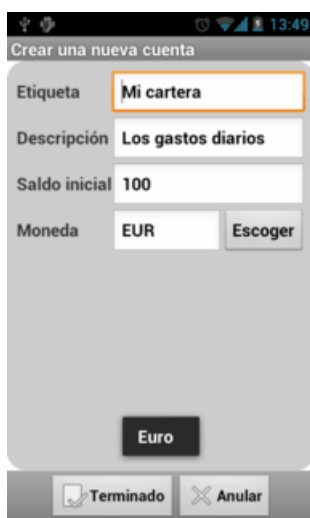 13:49
Crear una nueva cuenta
Etiqueta Mi cartera
Descripción Los gastos diarios
Saldo inicial 100
Moneda EUR Escoger
Euro
Terminado Anular